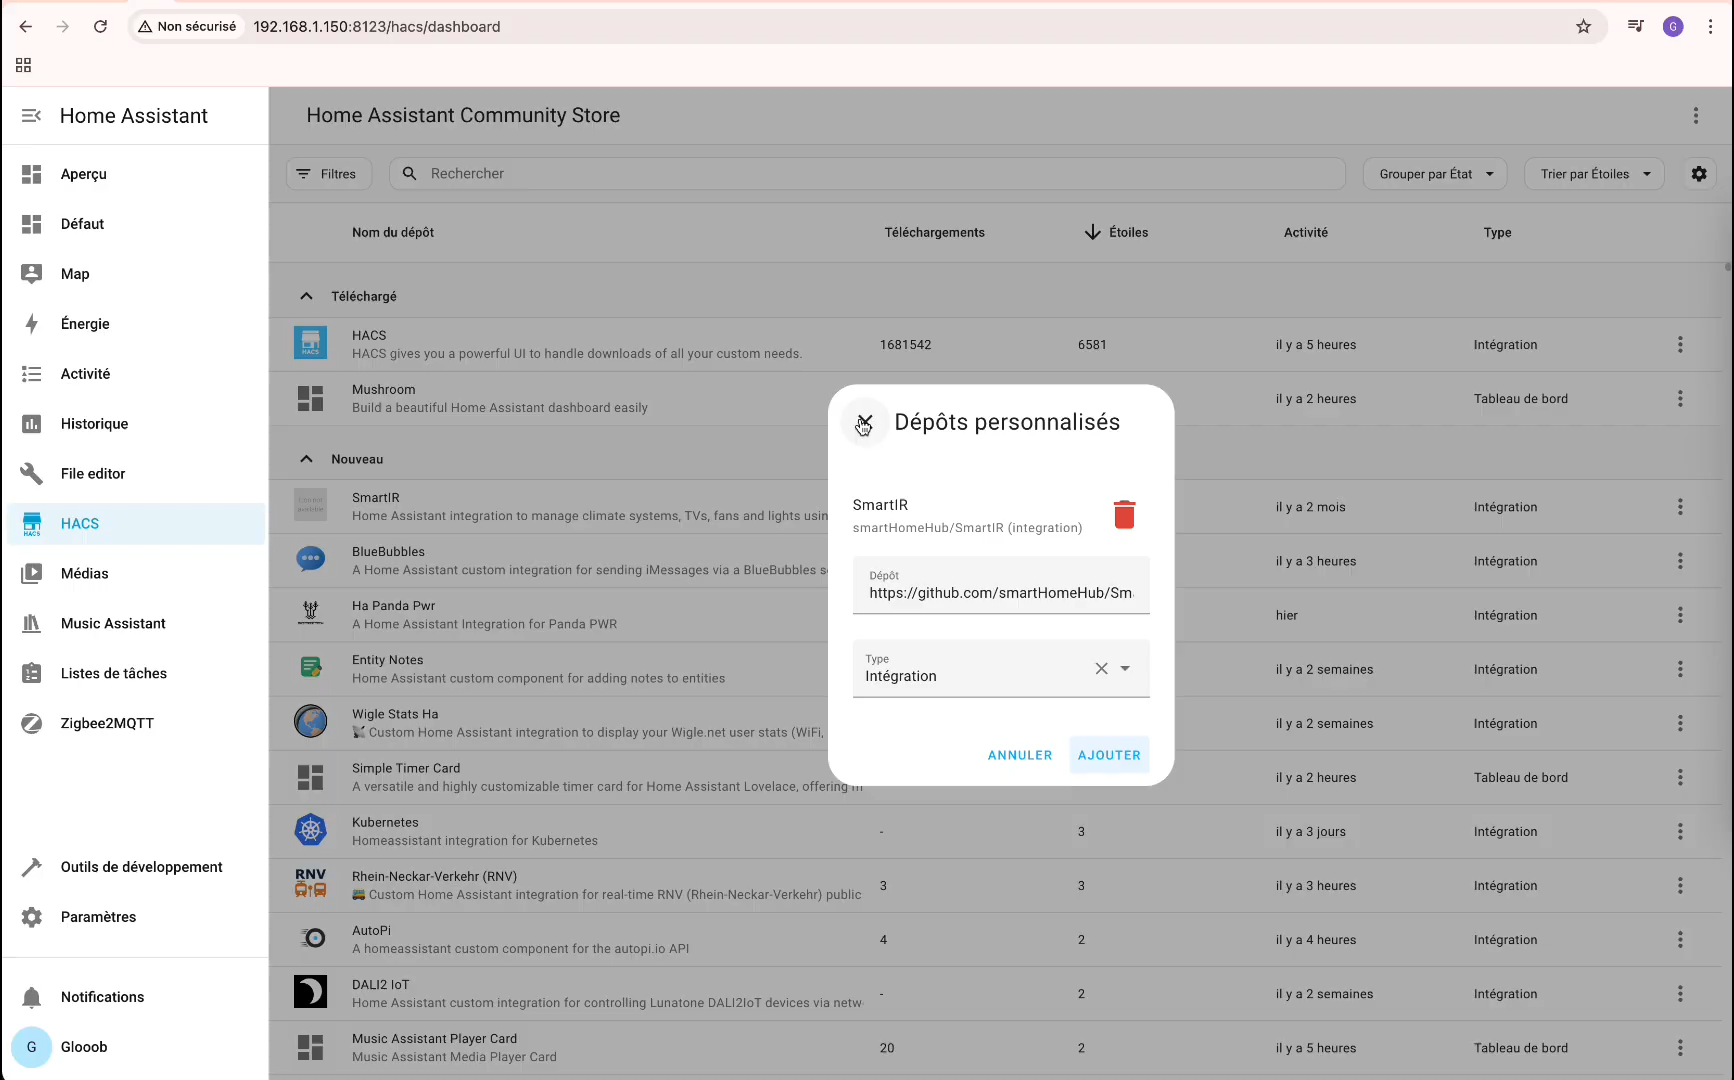 Non sécurisé
192.168.1.150:8123/hacs/dashboard
G
Home Assistant
Home Assistant Community Store
Aperçu
Défaut
Map
Énergie
Activité
Historique
File editor
HACS
Médias
Music Assistant
Listes de tâches
Zigbee2MQTT
Outils de développement
Paramètres
Notifications
G
Glooob
Filtres
Rechercher
Grouper par État
Trier par Étoiles
Nom du dépôt
Téléchargements
Étoiles
Activité
Type
Téléchargé
HACS
HACS
HACS gives you a powerful UI to handle downloads of all your custom needs.
1681542
6581
il y a 5 heures
Intégration
Mushroom
Build a beautiful Home Assistant dashboard easily
il y a 2 heures
Tableau de bord
Nouveau
SmartIR
Home Assistant integration to manage climate systems, TVs, fans and lights usin
il y a 2 mois
Intégration
BlueBubbles
A Home Assistant custom integration for sending iMessages via a BlueBubbles s
il y a 3 heures
Intégration
Ha Panda Pwr
A Home Assistant Integration for Panda PWR
hier
Intégration
Entity Notes
Home Assistant custom component for adding notes to entities
il y a 2 semaines
Intégration
Wigle Stats Ha
Custom Home Assistant integration to display your Wigle.net user stats (WiFi,
il y a 2 semaines
Intégration
Simple Timer Card
A versatile and highly customizable timer card for Home Assistant Lovelace, offering
il y a 2 heures
Tableau de bord
Kubernetes
Homeassistant integration for Kubernetes
-
3
il y a 3 jours
Intégration
RNV
Rhein-Neckar-Verkehr (RNV)
Custom Home Assistant integration for real-time RNV (Rhein-Neckar-Verkehr) public
3
3
il y a 3 heures
Intégration
AutoPi
A homeassistant custom component for the autopi.io API
4
2
il y a 4 heures
Intégration
DALI2 IoT
Home Assistant custom integration for controlling Lunatone DALI2IoT devices via netw
-
2
il y a 2 semaines
Intégration
Music Assistant Player Card
Music Assistant Media Player Card
20
2
il y a 5 heures
Tableau de bord
Dépôts personnalisés
SmartIR
smartHomeHub/SmartIR (integration)
Dépôt
https://github.com/smartHomeHub/Sm
Type
Intégration
ANNULER
AJOUTER